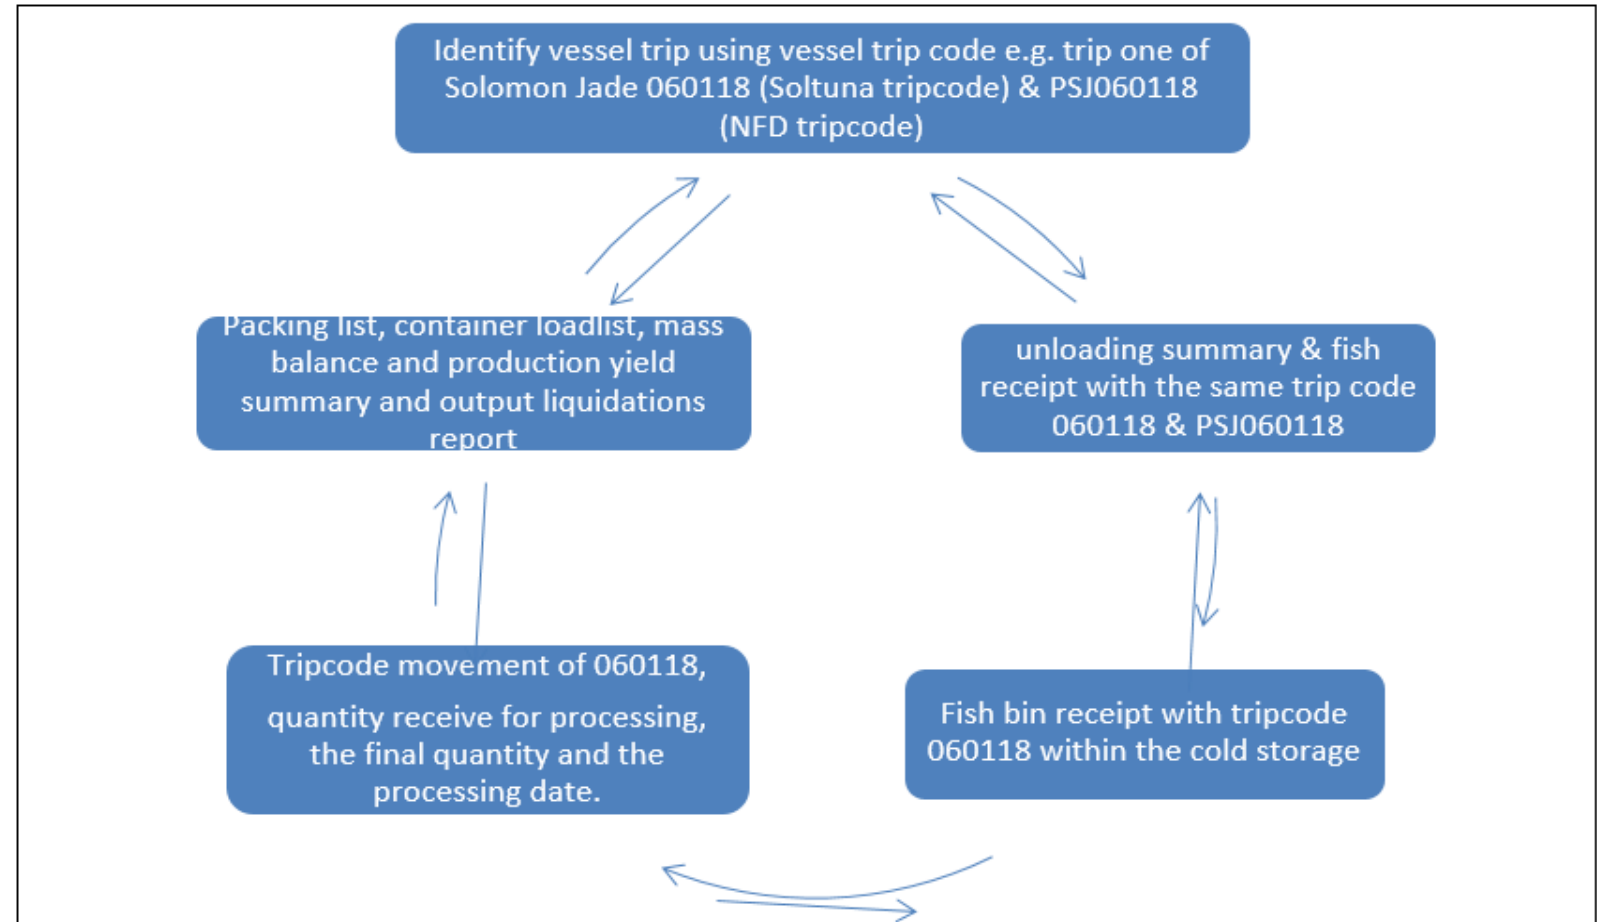 Identify vessel trip using vessel trip code e.g. trip one of
Solomon Jade 060118 (Soltuna tripcode) & PSJ060118
(NFD tripcode)
Packing list, container loadlist, mass
balance and production yield
summary and output liquidations
report
unloading summary & fish
receipt with the same trip code
060118 & PSJ060118
Tripcode movement of 060118,
quantity receive for processing,
the final quantity and the
processing date.
Fish bin receipt with tripcode
060118 within the cold storage